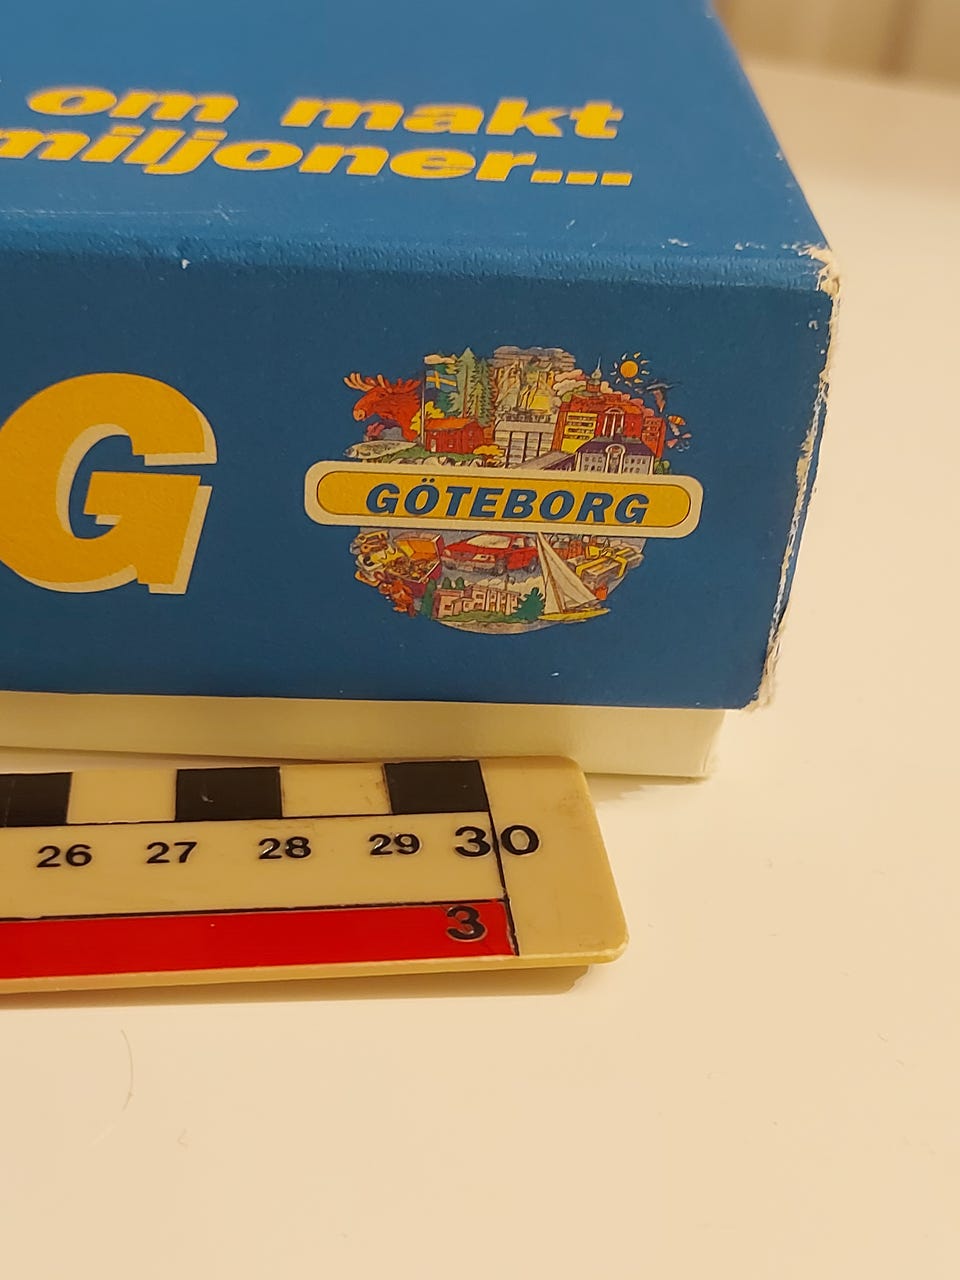 om makt
miljoner...
G
GÖTEBORG
26 27 28 29 30
3